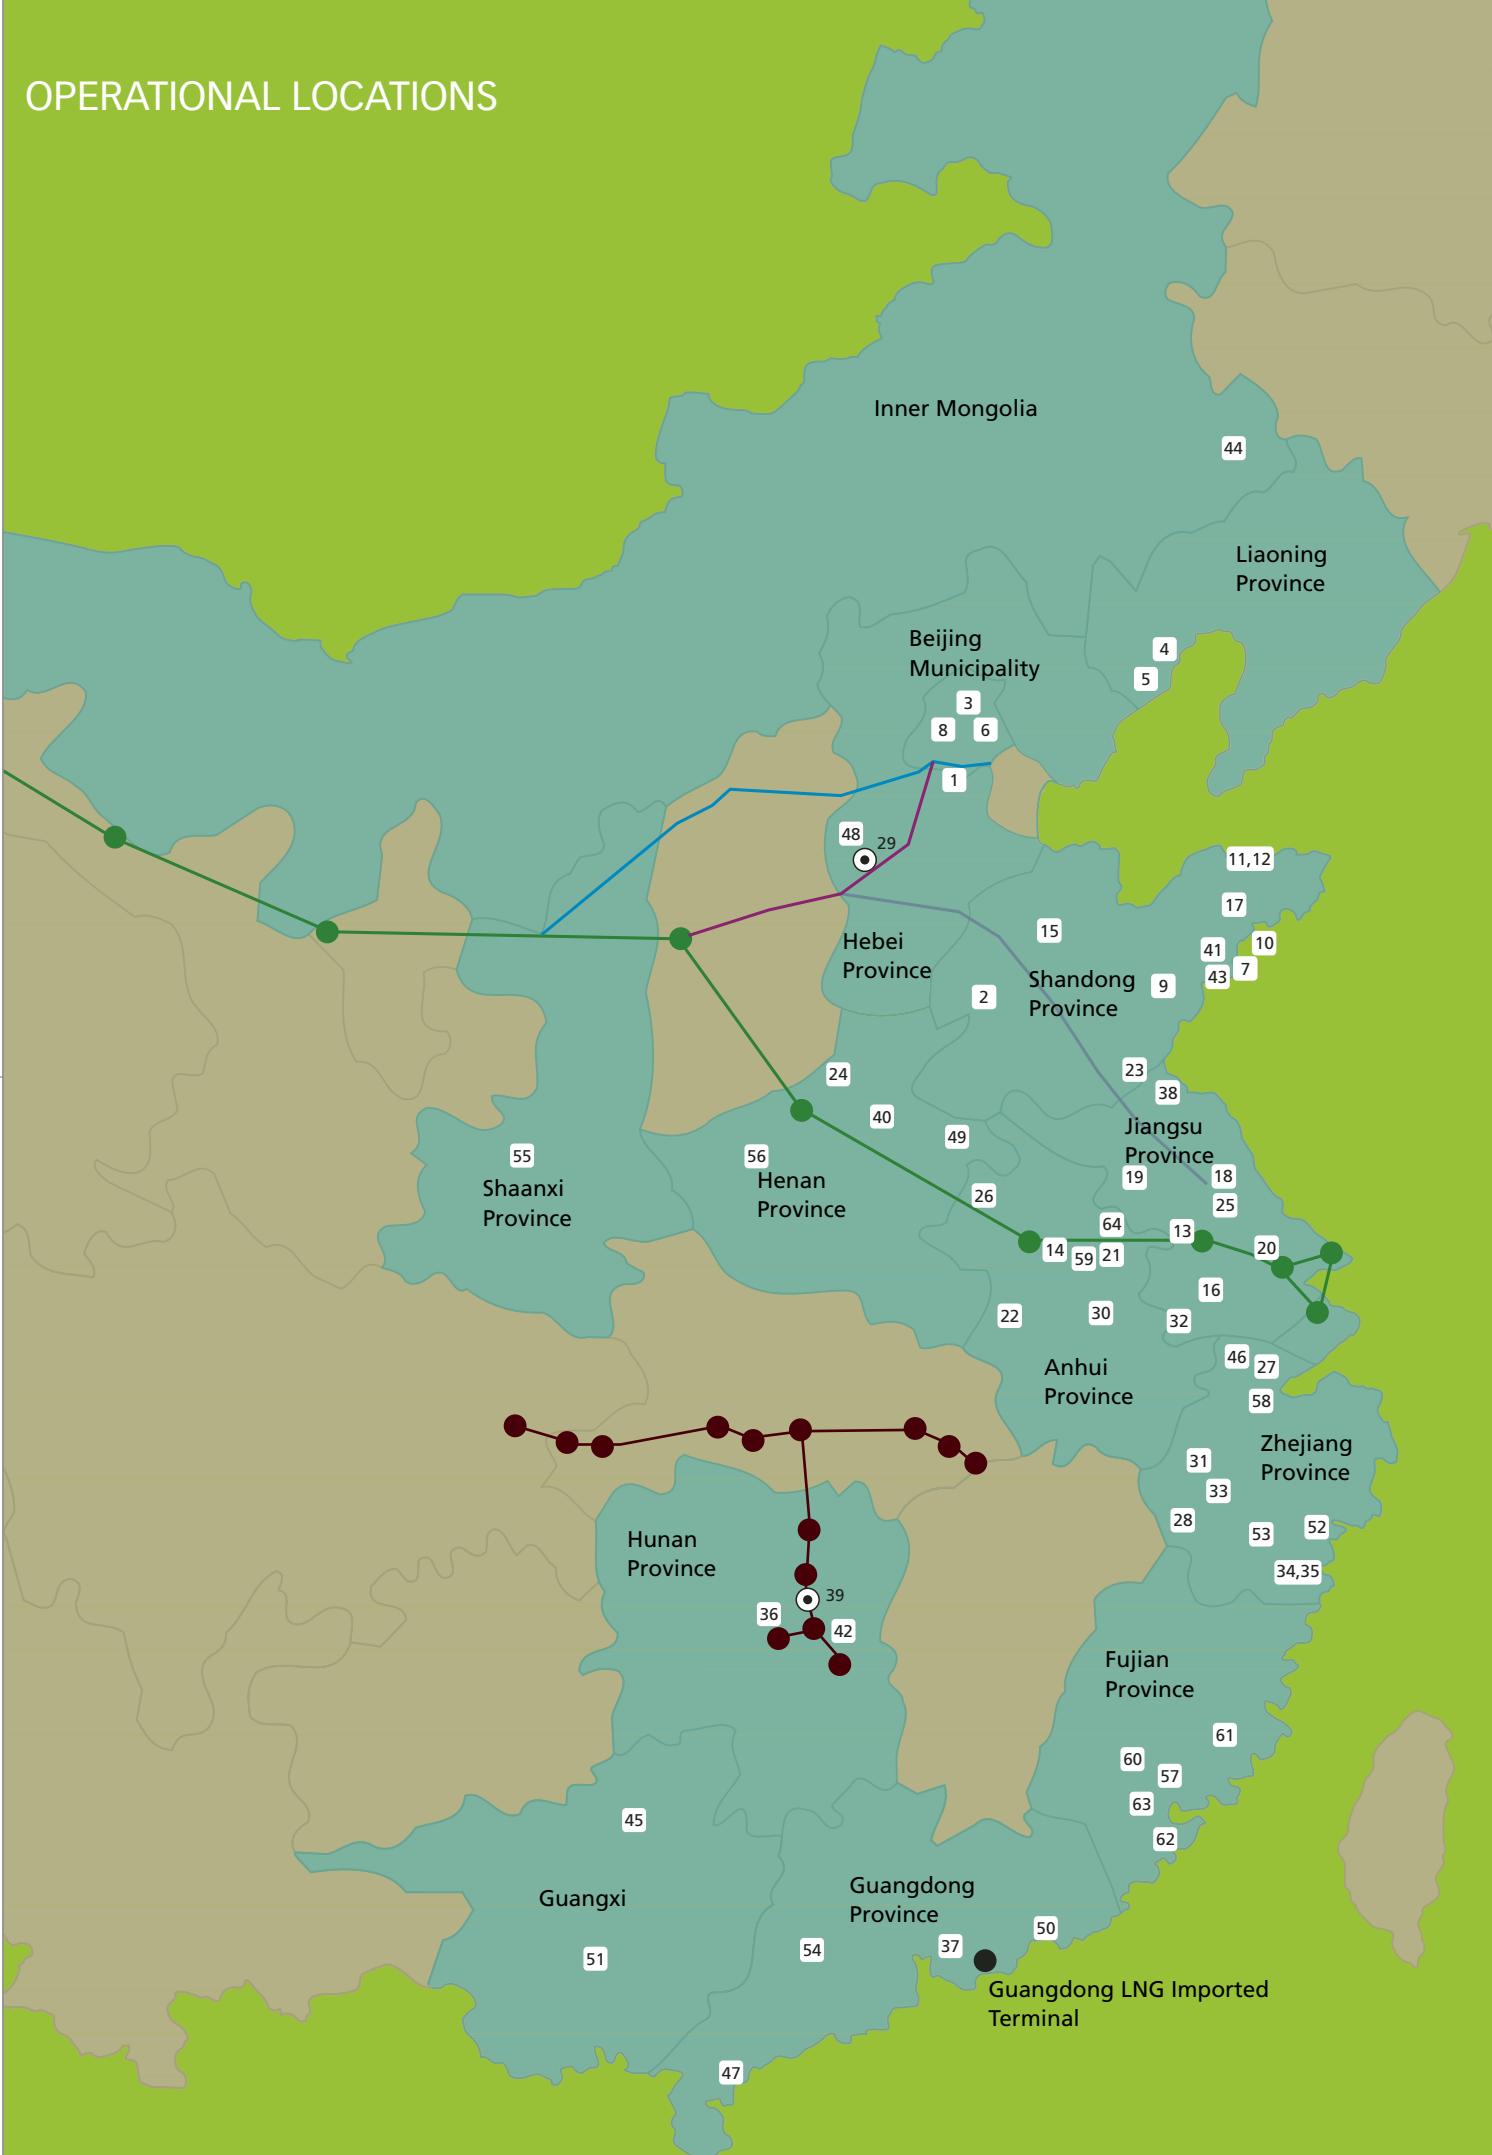 OPERATIONAL LOCATIONS
Inner Mongolia
44
Liaoning
Province
Beijing
Municipality
4
5
3
8
6
1
48
29
11,12
17
15
Hebei
Province
10
41
7
43
Shandong
Province
9
2
24
23
38
40
Jiangsu
Province
49
55
56
Shaanxi
Province
Henan
Province
19
18
26
25
64
13
14
59
21
20
16
22
30
32
46
27
Anhui
Province
58
Zhejiang
Province
31
33
28
53
52
Hunan
Province
34,35
39
36
42
Fujian
Province
61
60
57
63
45
62
Guangxi
Guangdong
Province
50
37
54
51
Guangdong LNG Imported
Terminal
47